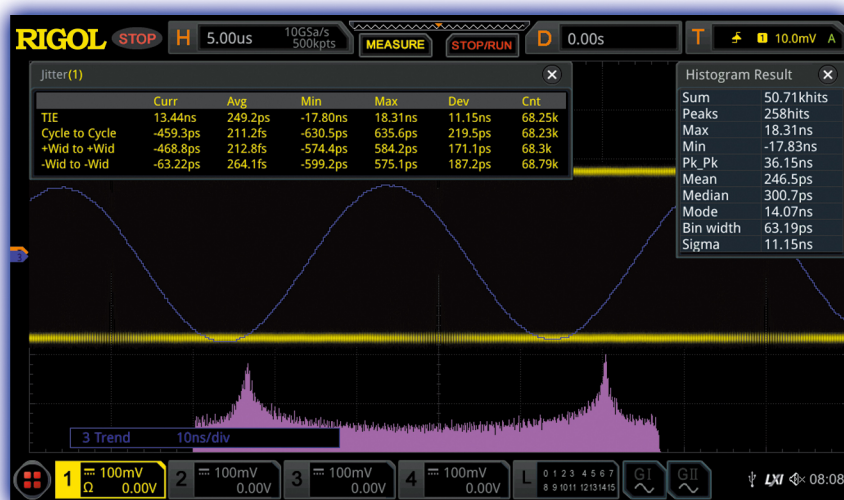 RIGOL STOP H 5.00us 10GSa/s 500kpts MEASURE STOP/RUN D 0.00s T 1 10.0mV A
Jitter(1)
Curr Avg Min Max Dev Cnt
TIE 13.44ns 249.2ps -17.80ns 18.31ns 11.15ns 68.25k
Cycle to Cycle -459.3ps 211.2fs -630.5ps 635.6ps 219.5ps 68.23k
+Wid to +Wid -468.8ps 212.8fs -574.4ps 584.2ps 171.1ps 68.3k
-Wid to -Wid -63.22ps 264.1fs -599.2ps 575.1ps 187.2ps 68.79k
Histogram Result
Sum 50.71khits
Peaks 258hits
Max 18.31ns
Min -17.83ns
Pk_Pk 36.15ns
Mean 246.5ps
Median 300.7ps
Mode 14.07ns
Bin width 63.19ps
Sigma 11.15ns
3
3 Trend 10ns/div
1 100mV Ω 0.00V
2 100mV 0.00V
3 100mV 0.00V
4 100mV 0.00V
L 0 1 2 3 4 5 6 7
8 9 1011 12131415
GI GII LXI 08:08